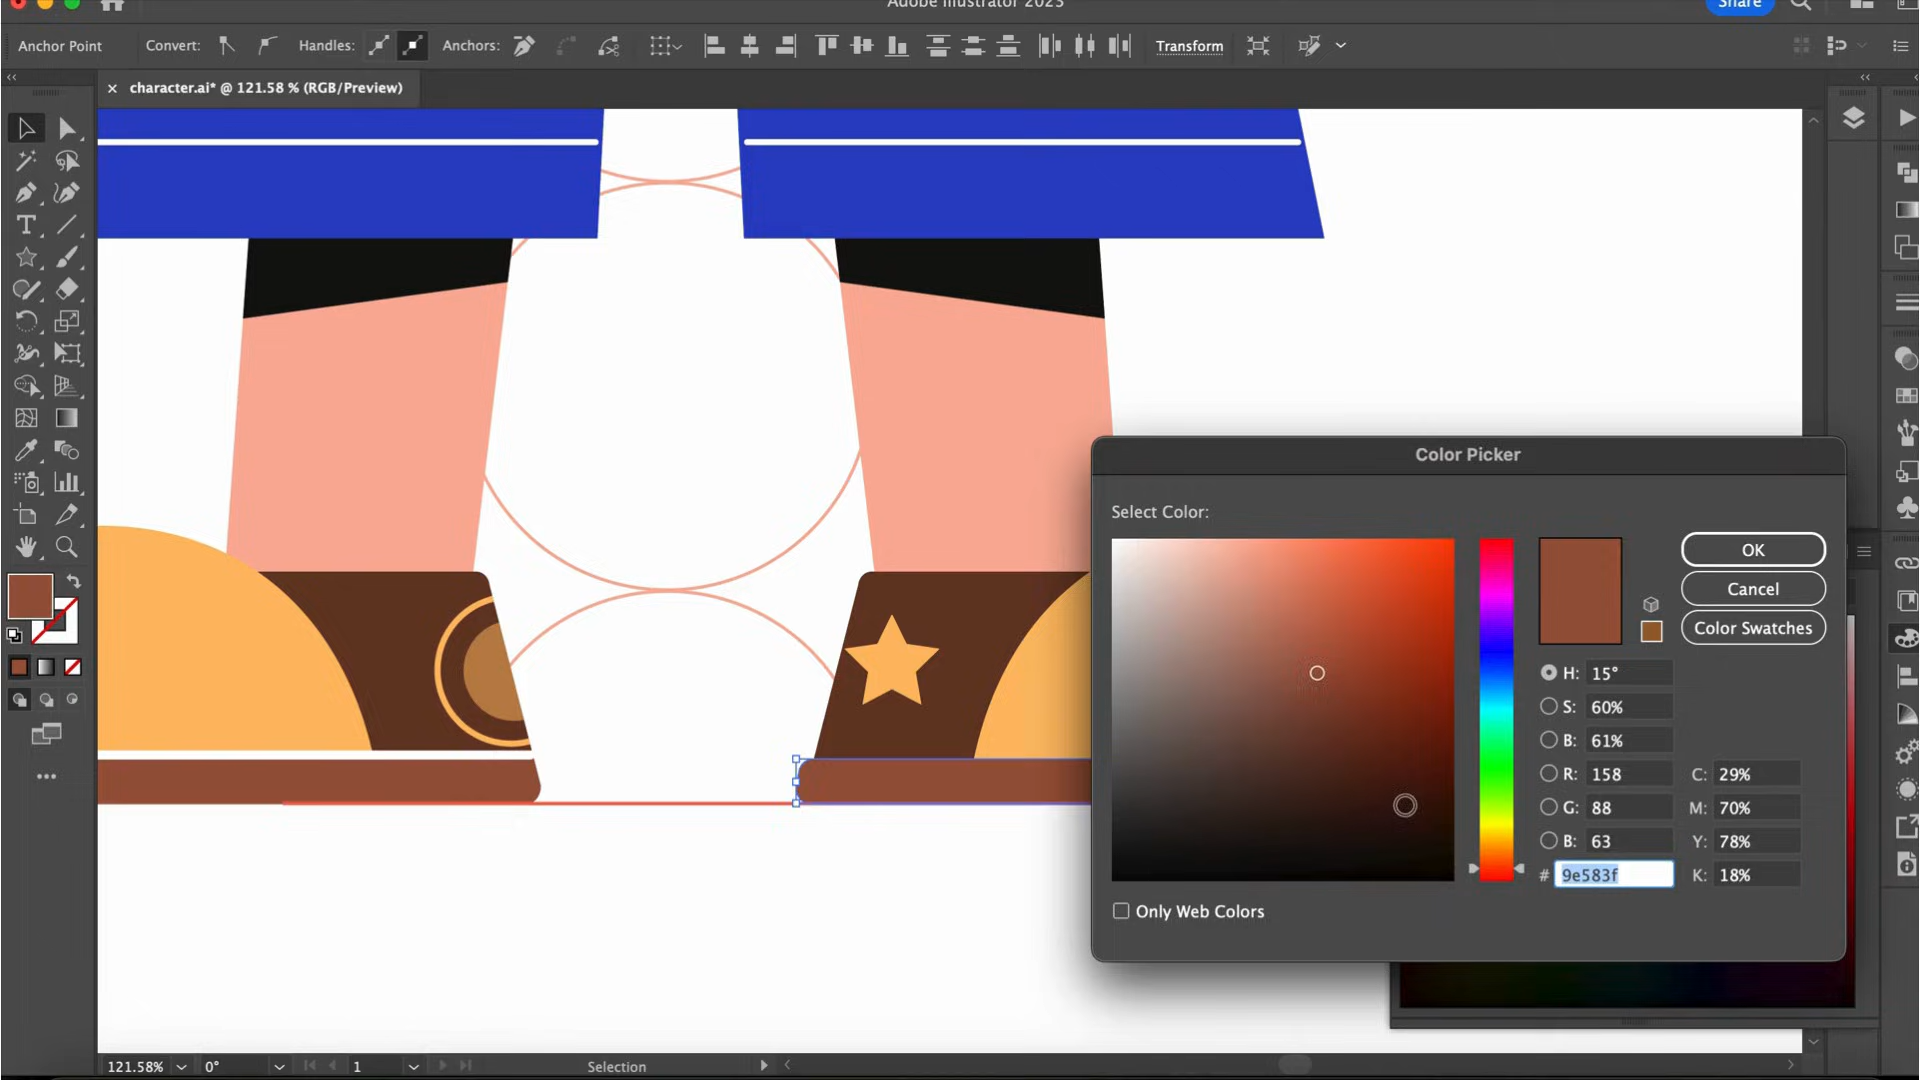 Adobe Illustrator 2023
Share
Anchor Point Convert: Handles: Anchors: Transform
× character.ai* @ 121.58 % (RGB/Preview)
Color Picker
Select Color:
OK
Cancel
Color Swatches
H: 15°
S: 60%
B: 61%
R: 158 C: 29%
G: 88 M: 70%
B: 63 Y: 78%
# 9e583f K: 18%
Only Web Colors
121.58% 0° 1 Selection